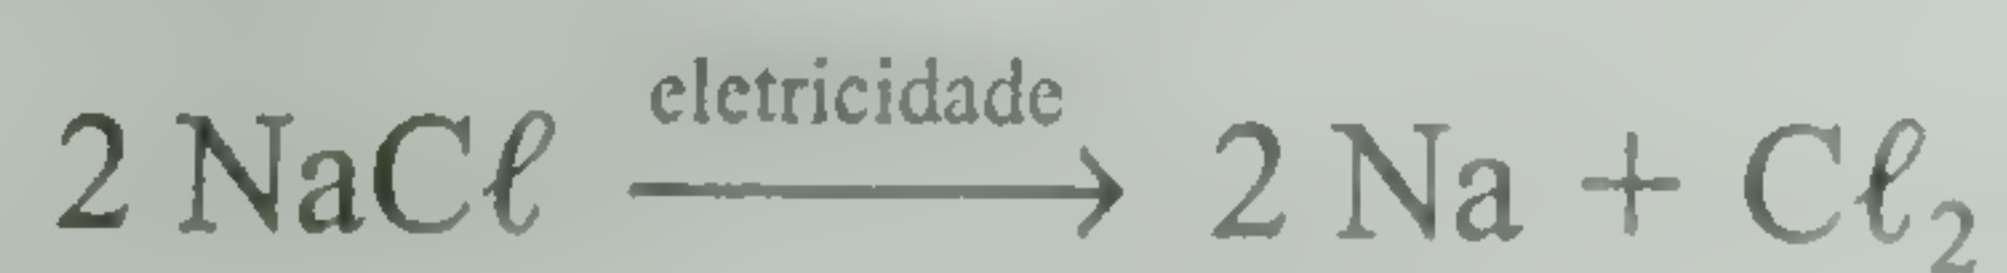 2 NaCℓ eletricidade → 2 Na + Cℓ₂